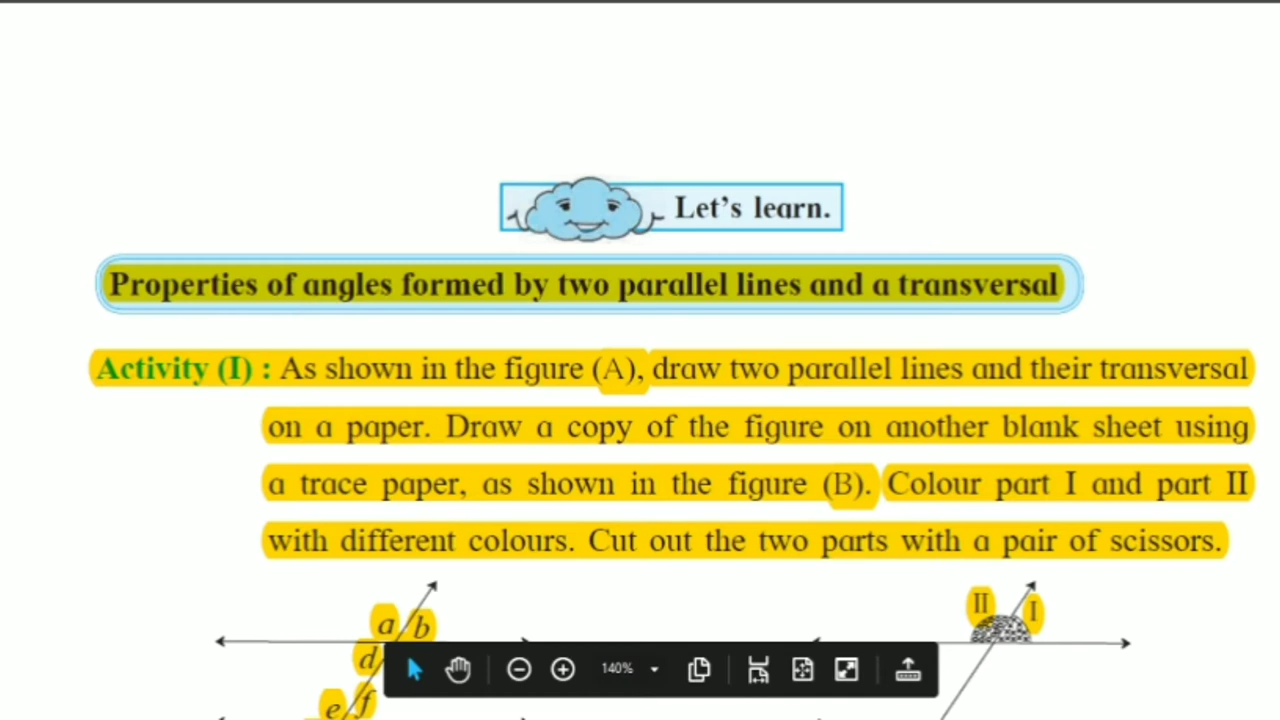 Let's learn.
Properties of angles formed by two parallel lines and a transversal
Activity (I) : As shown in the figure (A), draw two parallel lines and their transversal
on a paper. Draw a copy of the figure on another blank sheet using
a trace paper, as shown in the figure (B). Colour part I and part II
with different colours. Cut out the two parts with a pair of scissors.
II I
a b
d
140%
e f